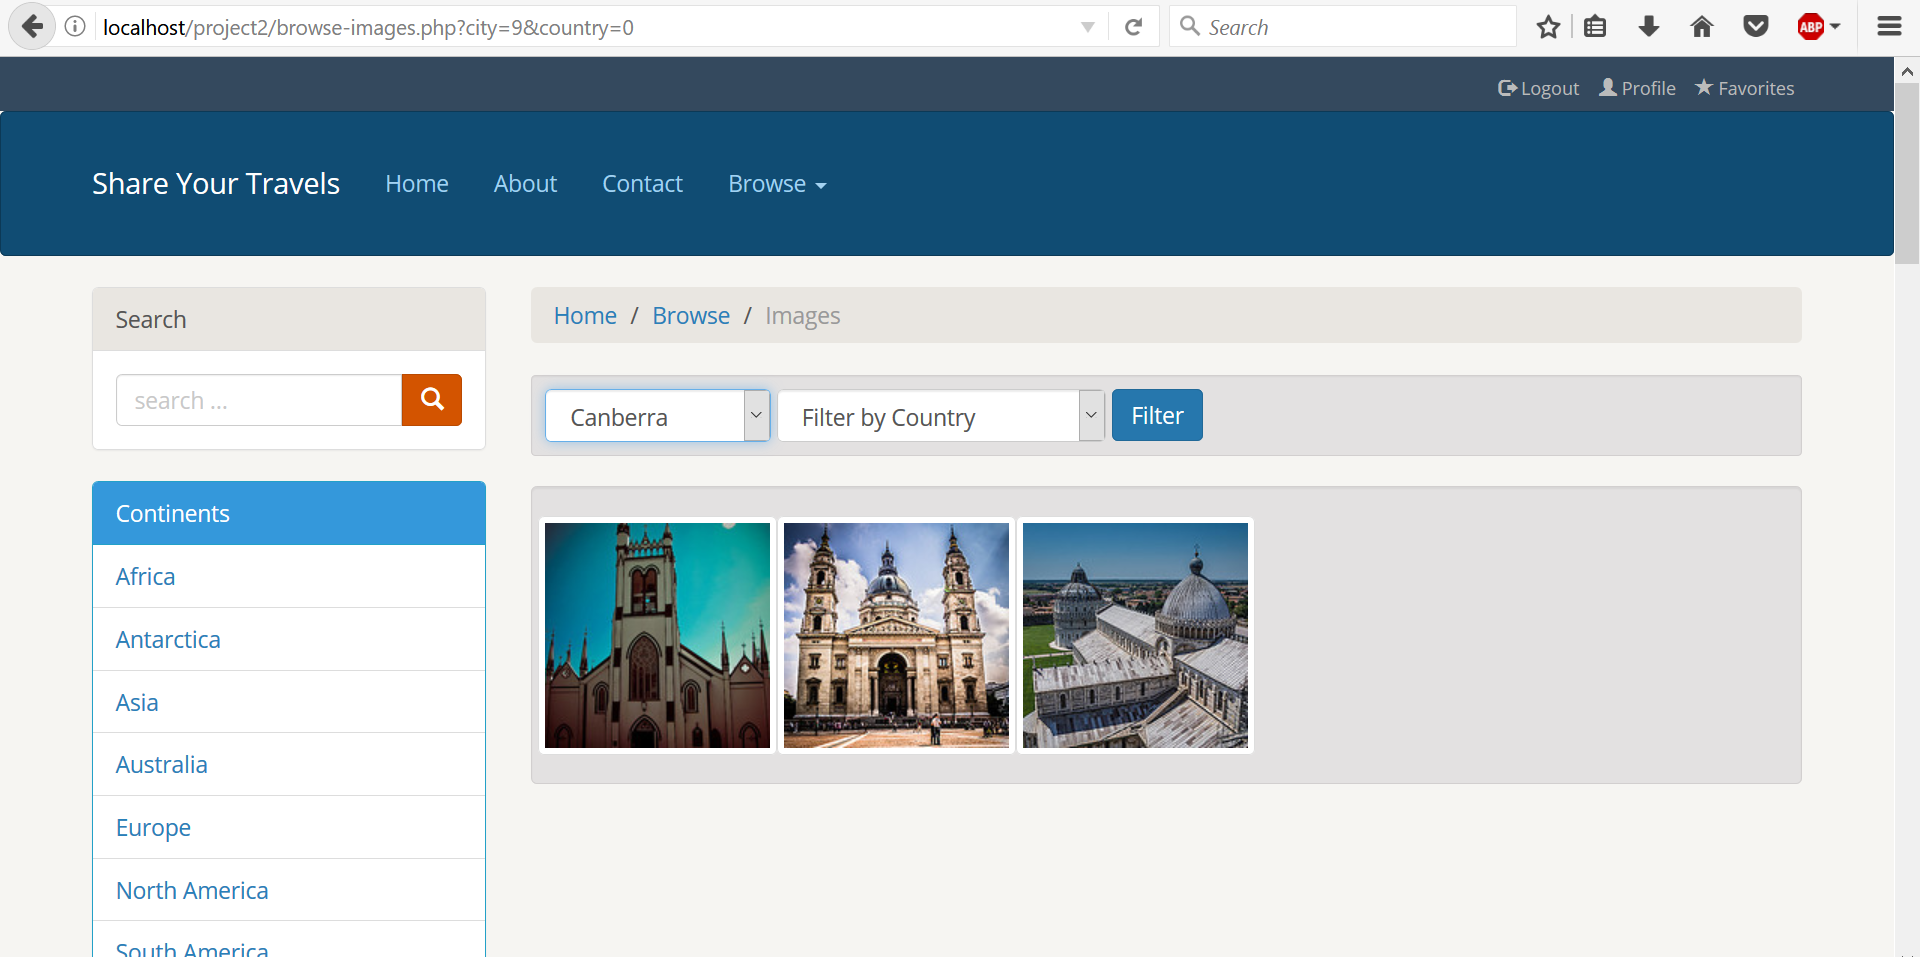 localhost/project2/browse-images.php?city=9&country=0
Search
ABP
Logout Profile Favorites
Share Your Travels Home About Contact Browse
Search
search ...
Continents
Africa
Antarctica
Asia
Australia
Europe
North America
South America
Home / Browse / Images
Canberra Filter by Country Filter